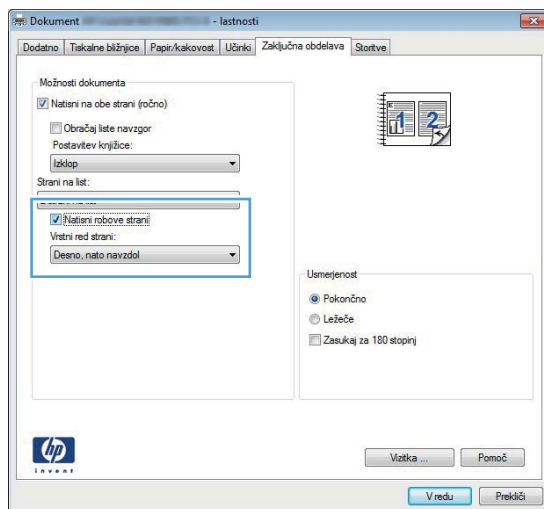 Dokument - lastnosti
Dodatno Tiskalne bližnjice Papir/kakovost Učinki Zaključna obdelava Storitve
Možnosti dokumenta
Natisni na obe strani (ročno)
Obračaj liste navzgor
Postavitev knjižice:
Izklop
Strani na list:
Natisni robove strani
Vrstni red strani:
Desno, nato navzdol
1 2
Usmerjenost
Pokončno
Ležeče
Zasukaj za 180 stopinj
hp
invent
Vizitka ... Pomoč
V redu Prekliči